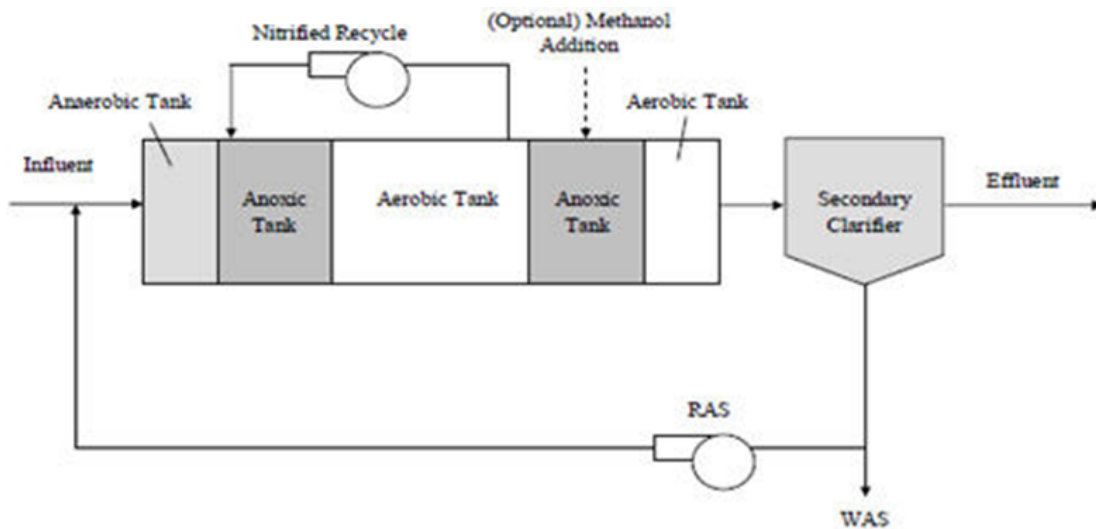 Nitrified Recycle
(Optional) Methanol
Addition
Anaerobic Tank
Aerobic Tank
Influent
Anoxic
Tank
Aerobic Tank
Anoxic
Tank
Secondary
Clarifier
Effluent
RAS
WAS